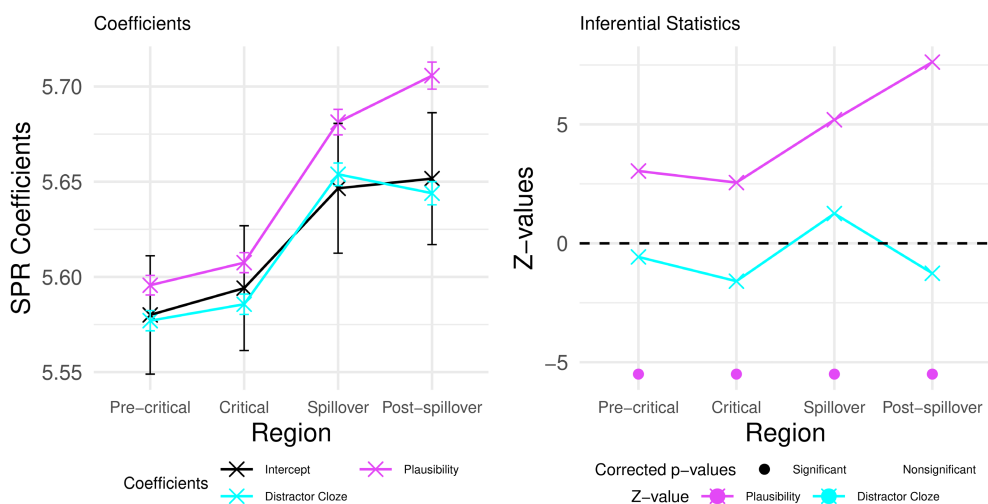 Coefficients
SPR Coefficients
5.70
5.65
5.60
5.55
Pre−critical Critical Spillover Post−spillover
Region
Coefficients
Intercept Plausibility
Distractor Cloze
Inferential Statistics
Z−values
5
0
−5
Pre−critical Critical Spillover Post−spillover
Region
Corrected p−values Significant Nonsignificant
Z−value Plausibility Distractor Cloze